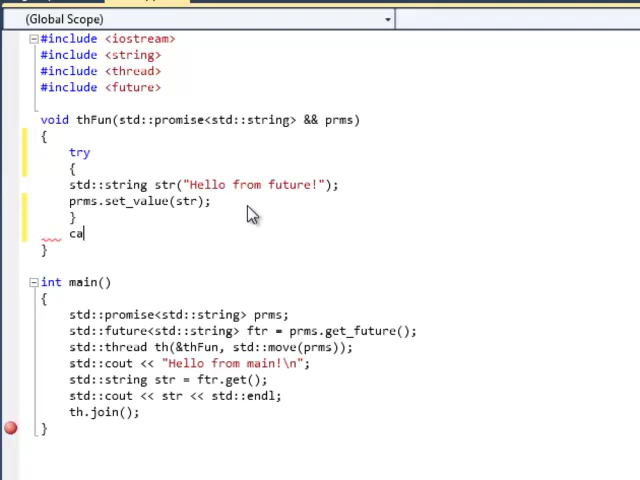 (Global Scope)
#include <iostream>
#include <string>
#include <thread>
#include <future>
void thFun(std::promise<std::string> && prms)
{
try
{
std::string str("Hello from future!");
prms.set_value(str);
}
ca
}
int main()
{
std::promise<std::string> prms;
std::future<std::string> ftr = prms.get_future();
std::thread th(&thFun, std::move(prms));
std::cout << "Hello from main!\n";
std::string str = ftr.get();
std::cout << str << std::endl;
th.join();
}